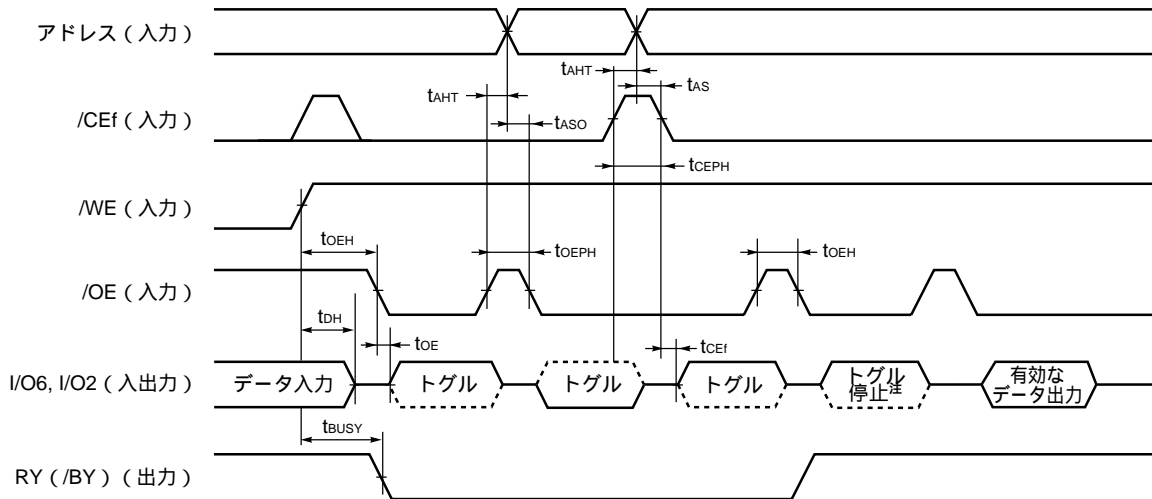 アドレス（入力）
tAHT
tAS
tAHT
/CEf（入力）
tASO
tCEPH
/WE（入力）
tOEH
tOEPH
tOEH
/OE（入力）
tDH
tOE
tCEf
I/O6, I/O2（入出力）
データ入力
トグル
トグル
トグル
トグル
停止注
有効な
データ出力
tBUSY
RY（/BY）（出力）